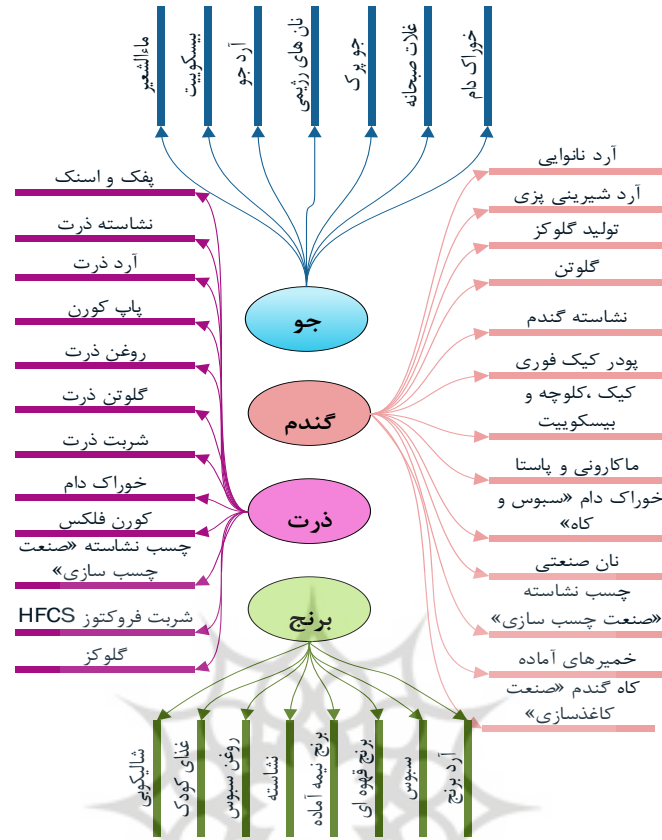 خوراک دام
غلات صبحانه
جو پرک
نان های رژیمی
آرد جو
بیسکوییت
ماءالشعیر
جو
گندم
ذرت
برنج
آرد نانوایی
آرد شیرینی پزی
تولید گلوکز
گلوتن
نشاسته گندم
پودر کیک فوری
کیک ،کلوچه و
بیسکوییت
ماکارونی و پاستا
خوراک دام «سبوس و
کاه»
نان صنعتی
چسب نشاسته
«صنعت چسب سازی»
خمیرهای آماده
کاه گندم «صنعت
کاغذسازی»
پفک و اسنک
نشاسته ذرت
آرد ذرت
پاپ کورن
روغن ذرت
گلوتن ذرت
شربت ذرت
خوراک دام
کورن فلکس
چسب نشاسته «صنعت
چسب سازی»
شربت فروکتوز HFCS
گلوکز
آرد برنج
سبوس
برنج قهوه ای
برنج نیمه آماده
نشاسته
روغن سبوس
غذای کودک
شالیکوبی